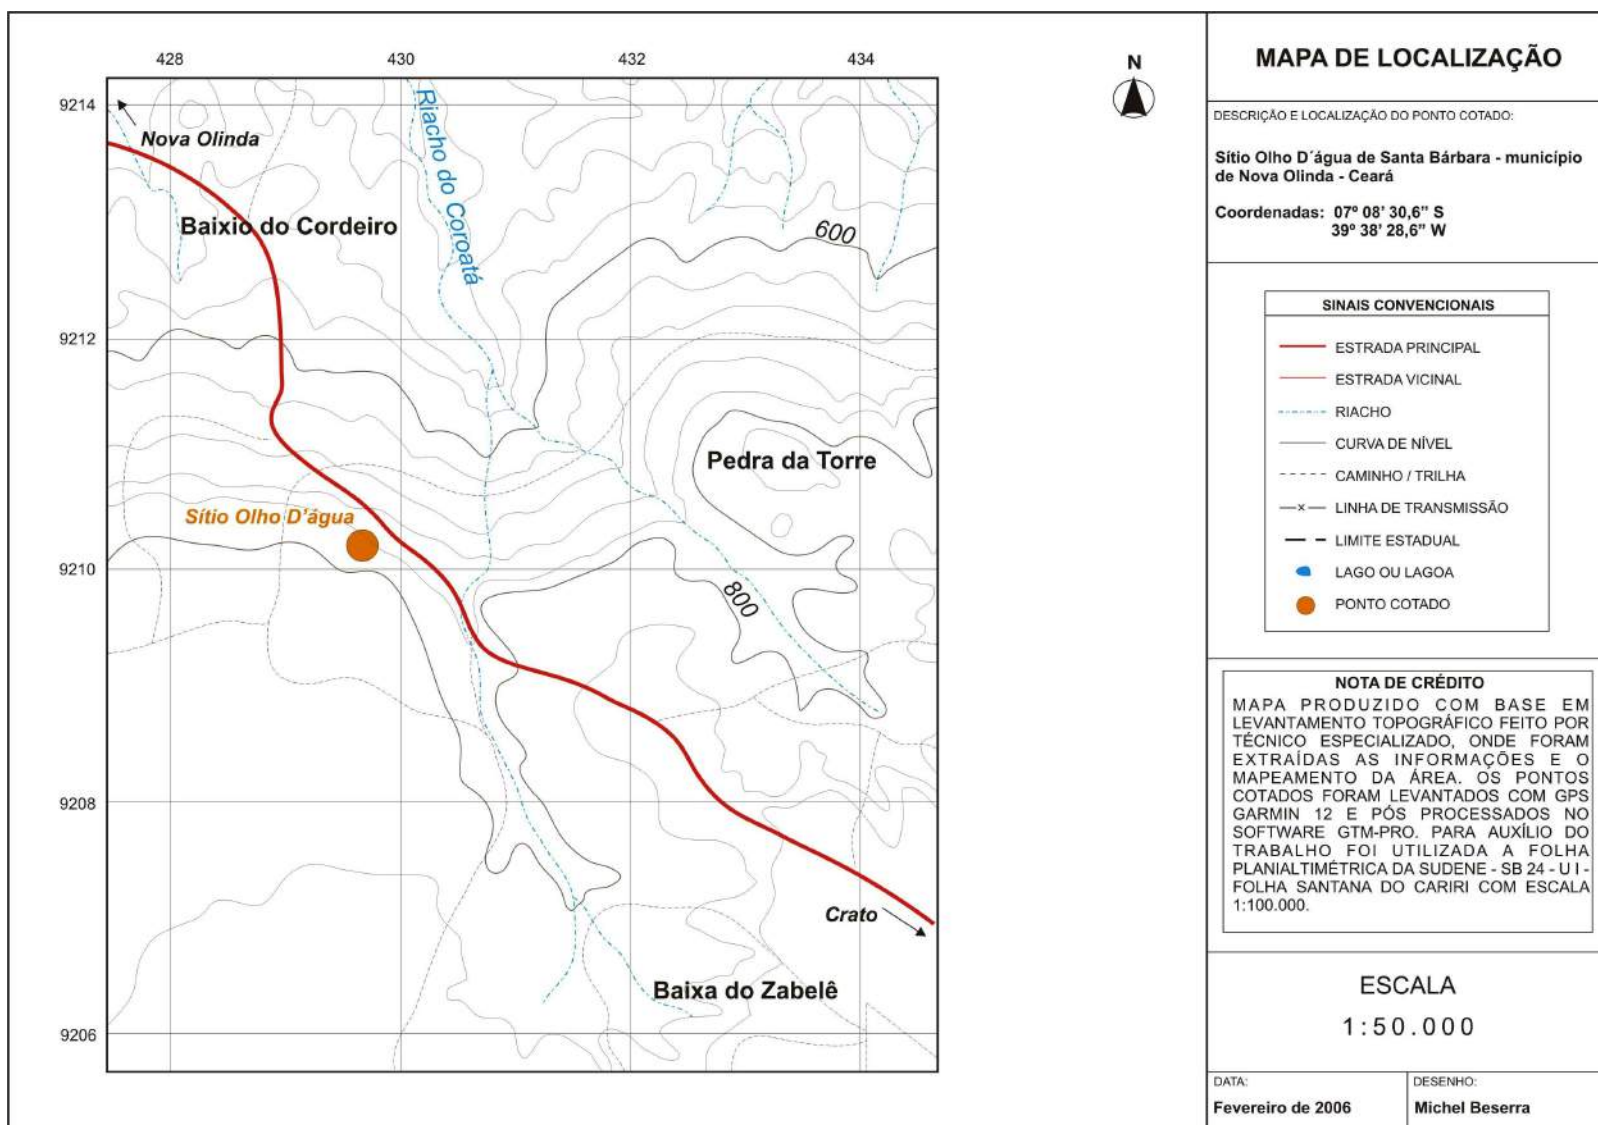 428 430 432 434
9214
9212
9210
9208
9206
Nova Olinda
Riacho do Coroatá
Baixio do Cordeiro
600
Pedra da Torre
Sítio Olho D'água
800
Crato
Baixa do Zabelê
N
MAPA DE LOCALIZAÇÃO
DESCRIÇÃO E LOCALIZAÇÃO DO PONTO COTADO:
Sítio Olho D´água de Santa Bárbara - município
de Nova Olinda - Ceará
Coordenadas: 07º 08' 30,6" S
39º 38' 28,6" W
SINAIS CONVENCIONAIS
ESTRADA PRINCIPAL
ESTRADA VICINAL
RIACHO
CURVA DE NÍVEL
CAMINHO / TRILHA
LINHA DE TRANSMISSÃO
LIMITE ESTADUAL
LAGO OU LAGOA
PONTO COTADO
NOTA DE CRÉDITO
MAPA PRODUZIDO COM BASE EM
LEVANTAMENTO TOPOGRÁFICO FEITO POR
TÉCNICO ESPECIALIZADO, ONDE FORAM
EXTRAÍDAS AS INFORMAÇÕES E O
MAPEAMENTO DA ÁREA. OS PONTOS
COTADOS FORAM LEVANTADOS COM GPS
GARMIN 12 E PÓS PROCESSADOS NO
SOFTWARE GTM-PRO. PARA AUXÍLIO DO
TRABALHO FOI UTILIZADA A FOLHA
PLANIALTIMÉTRICA DA SUDENE - SB 24 - U I -
FOLHA SANTANA DO CARIRI COM ESCALA
1:100.000.
ESCALA
1:50.000
DATA:
Fevereiro de 2006
DESENHO:
Michel Beserra